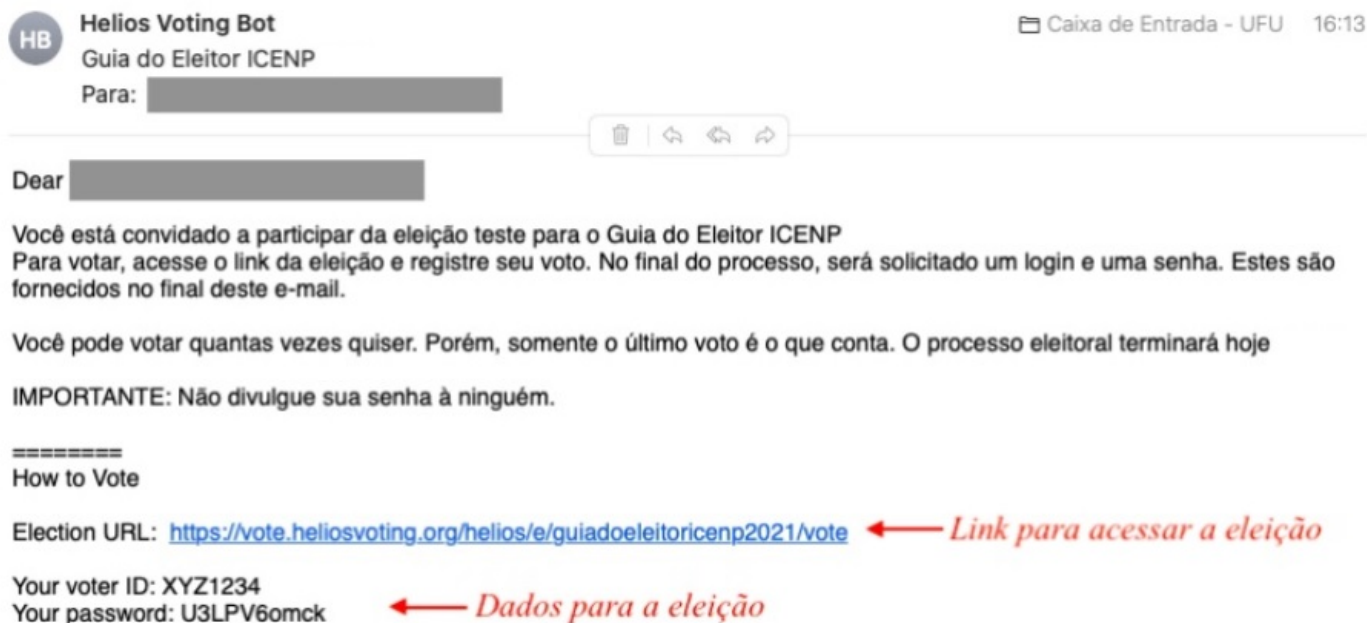 HB
Helios Voting Bot
Caixa de Entrada - UFU 16:13
Guia do Eleitor ICENP
Para:
Dear
Você está convidado a participar da eleição teste para o Guia do Eleitor ICENP
Para votar, acesse o link da eleição e registre seu voto. No final do processo, será solicitado um login e uma senha. Estes são
fornecidos no final deste e-mail.
Você pode votar quantas vezes quiser. Porém, somente o último voto é o que conta. O processo eleitoral terminará hoje
IMPORTANTE: Não divulgue sua senha à ninguém.
========
How to Vote
Election URL: https://vote.heliosvoting.org/helios/e/guiadoeleitoricenp2021/vote Link para acessar a eleição
Your voter ID: XYZ1234
Your password: U3LPV6omck Dados para a eleição